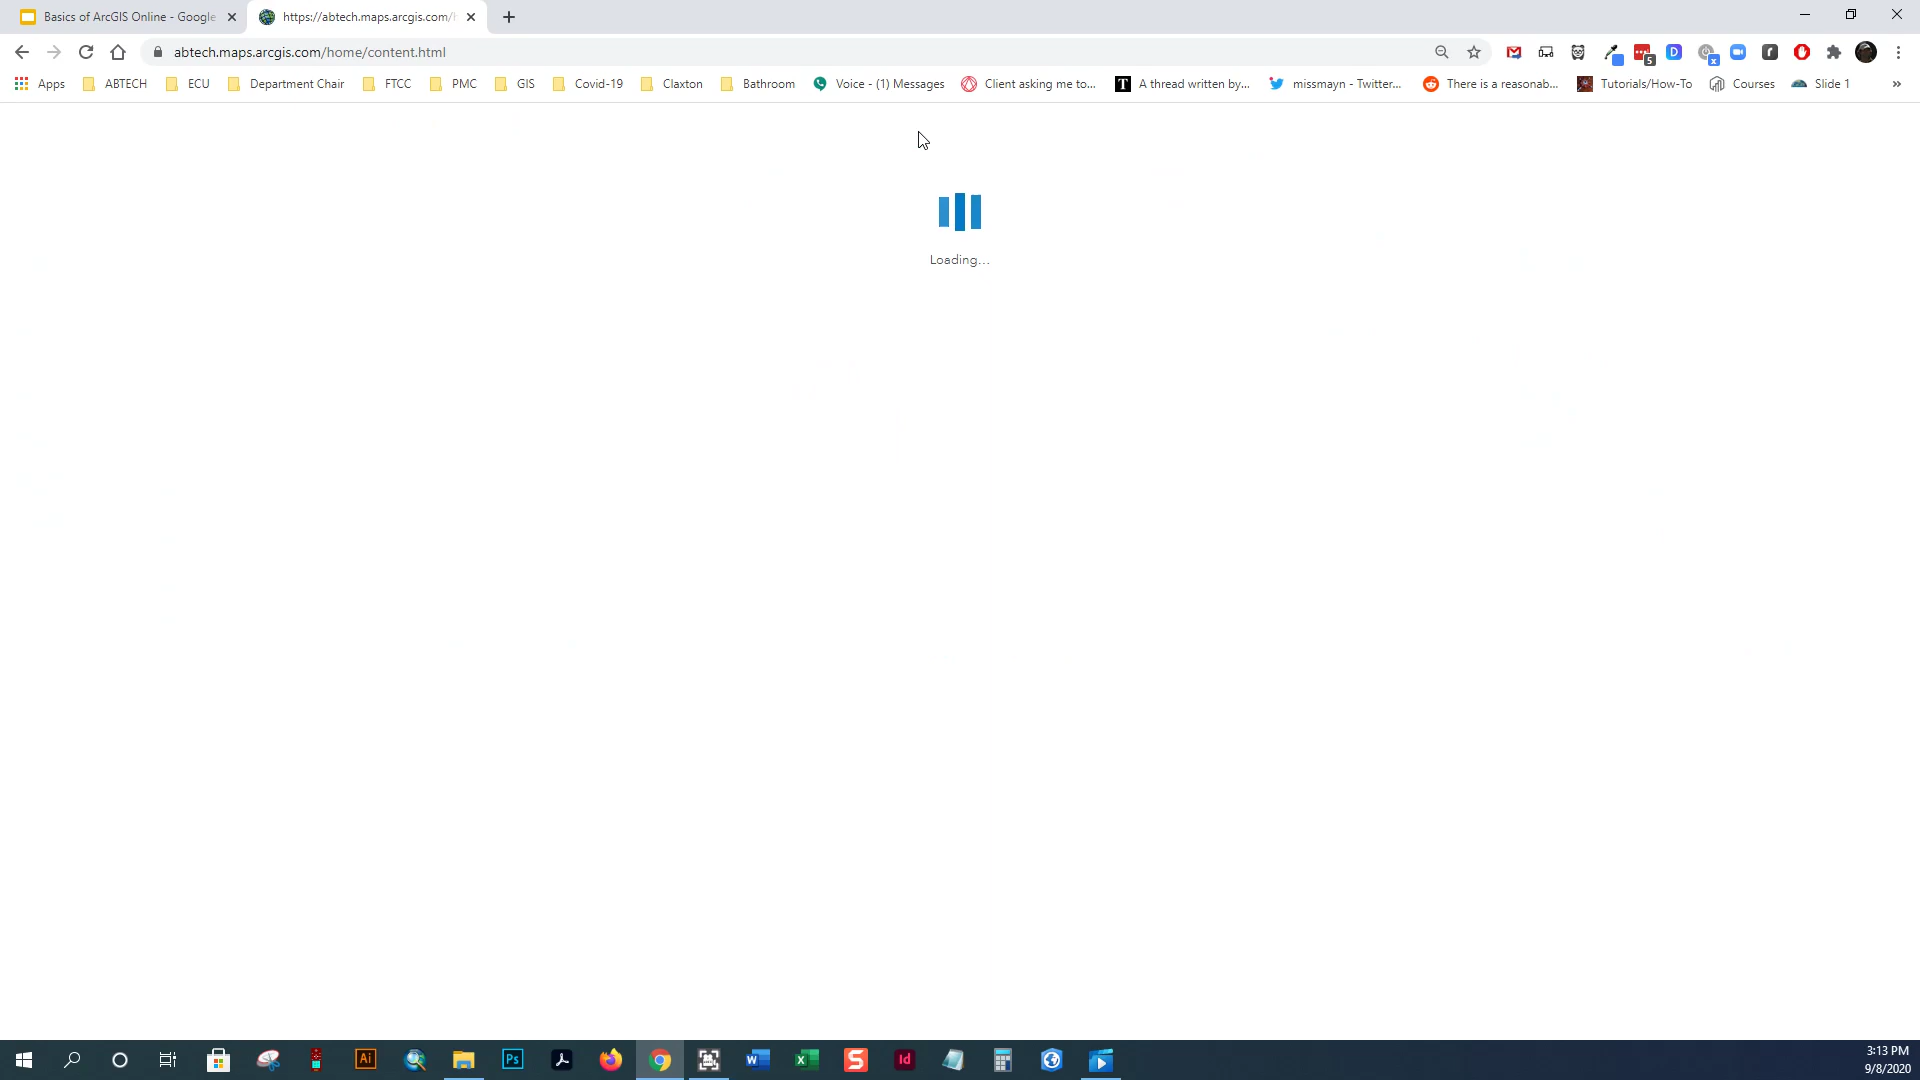 Basics of ArcGIS Online - Google
https://abtech.maps.arcgis.com/h
abtech.maps.arcgis.com/home/content.html
5
Apps
ABTECH
ECU
Department Chair
FTCC
PMC
GIS
Covid-19
Claxton
Bathroom
Voice - (1) Messages
Client asking me to...
A thread written by...
missmayn - Twitter...
There is a reasonab...
Tutorials/How-To
Courses
Slide 1
»
Loading...
3:13 PM
9/8/2020